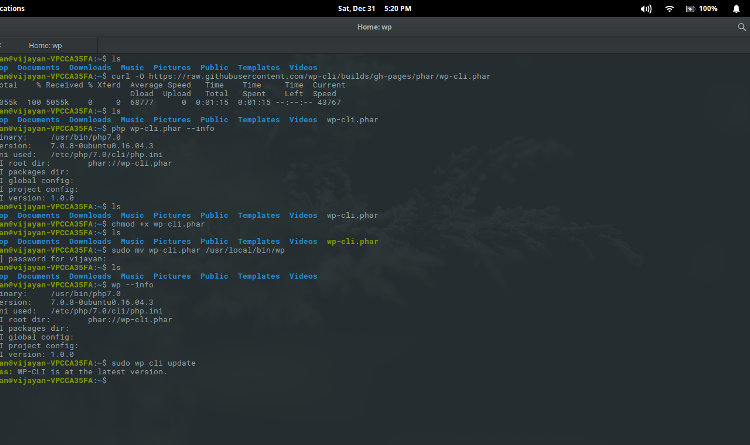 cations
Sat, Dec 31 5:20 PM
100%
Home: wp
Home: wp
an@vijayan-VPCCA35FA:~$ ls
op Documents Downloads Music Pictures Public Templates Videos
an@vijayan-VPCCA35FA:~$ curl -O https://raw.githubusercontent.com/wp-cli/builds/gh-pages/phar/wp-cli.phar
otal % Received % Xferd Average Speed Time Time Time Current
Dload Upload Total Spent Left Speed
055k 100 5055k 0 0 68777 0 0:01:15 0:01:15 --:--:-- 43767
an@vijayan-VPCCA35FA:~$ ls
op Documents Downloads Music Pictures Public Templates Videos wp-cli.phar
an@vijayan-VPCCA35FA:~$ php wp-cli.phar --info
inary: /usr/bin/php7.0
ersion: 7.0.8-0ubuntu0.16.04.3
ni used: /etc/php/7.0/cli/php.ini
I root dir: phar://wp-cli.phar
I packages dir:
I global config:
I project config:
I version: 1.0.0
an@vijayan-VPCCA35FA:~$ ls
op Documents Downloads Music Pictures Public Templates Videos wp-cli.phar
an@vijayan-VPCCA35FA:~$ chmod +x wp-cli.phar
an@vijayan-VPCCA35FA:~$ ls
op Documents Downloads Music Pictures Public Templates Videos wp-cli.phar
an@vijayan-VPCCA35FA:~$ sudo mv wp-cli.phar /usr/local/bin/wp
] password for vijayan:
an@vijayan-VPCCA35FA:~$ ls
op Documents Downloads Music Pictures Public Templates Videos
an@vijayan-VPCCA35FA:~$ wp --info
inary: /usr/bin/php7.0
ersion: 7.0.8-0ubuntu0.16.04.3
ni used: /etc/php/7.0/cli/php.ini
I root dir: phar://wp-cli.phar
I packages dir:
I global config:
I project config:
I version: 1.0.0
an@vijayan-VPCCA35FA:~$ sudo wp cli update
ss: WP-CLI is at the latest version.
an@vijayan-VPCCA35FA:~$